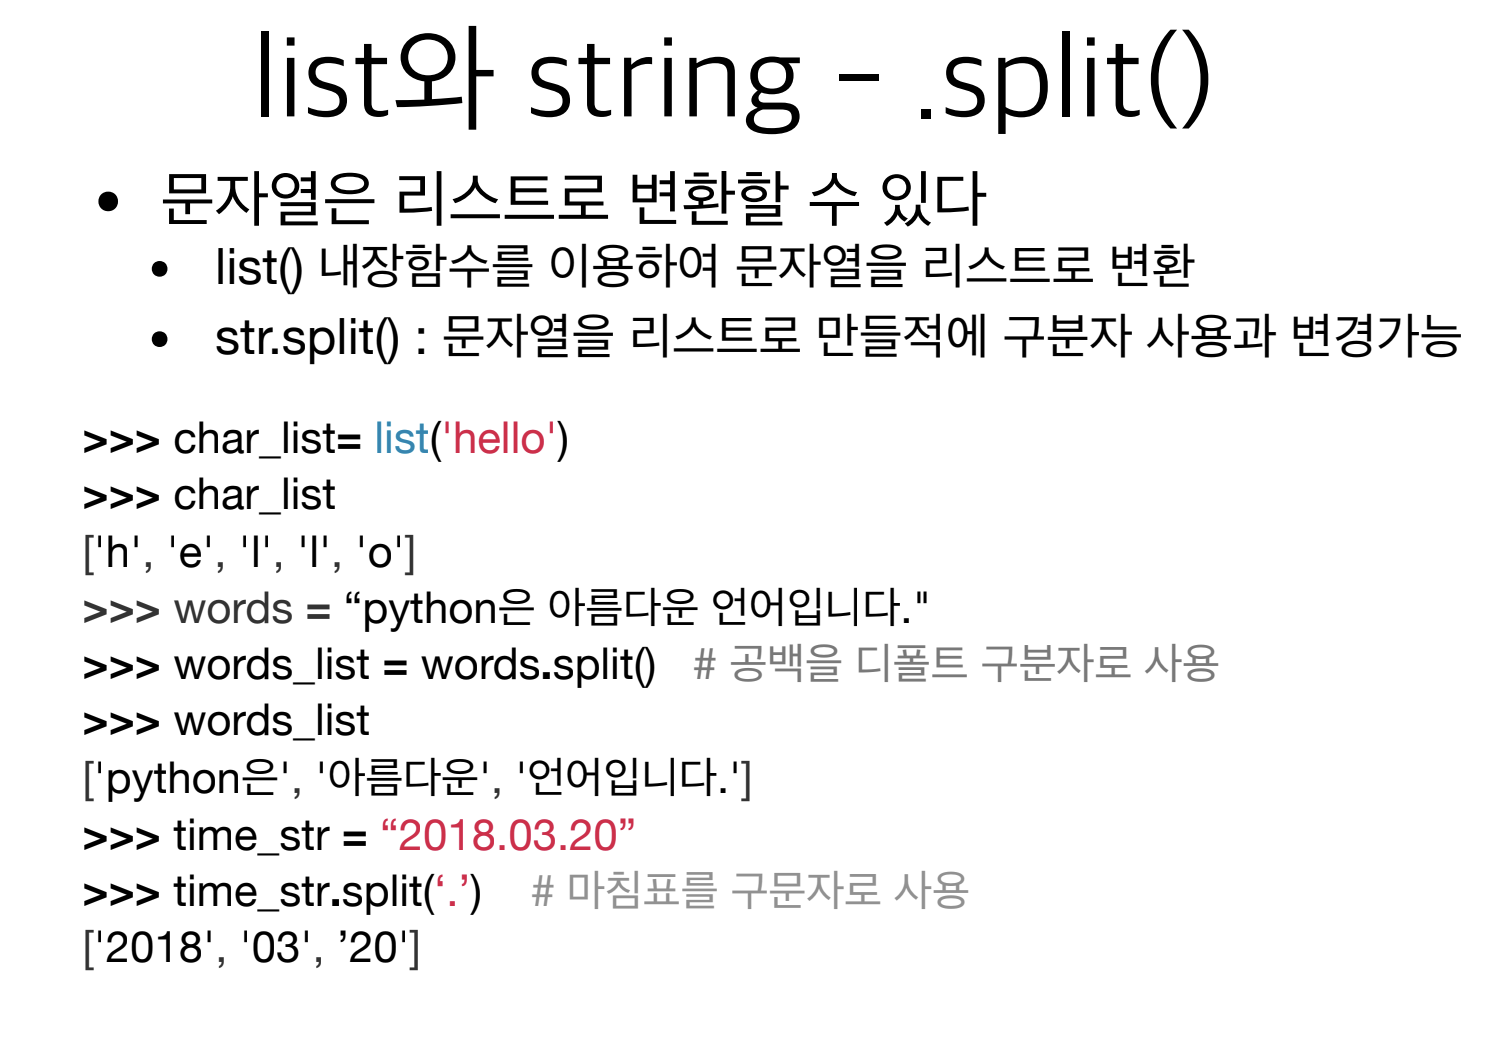 list와 string - .split()
• 문자열은 리스트로 변환할 수 있다
• list() 내장함수를 이용하여 문자열을 리스트로 변환
• str.split() : 문자열을 리스트로 만들적에 구분자 사용과 변경가능
>>> char_list= list('hello')
>>> char_list
['h', 'e', 'l', 'l', 'o']
>>> words = “python은 아름다운 언어입니다."
>>> words_list = words.split() # 공백을 디폴트 구분자로 사용
>>> words_list
['python은', '아름다운', '언어입니다.']
>>> time_str = “2018.03.20”
>>> time_str.split(‘.’) # 마침표를 구문자로 사용
['2018', '03', ’20']